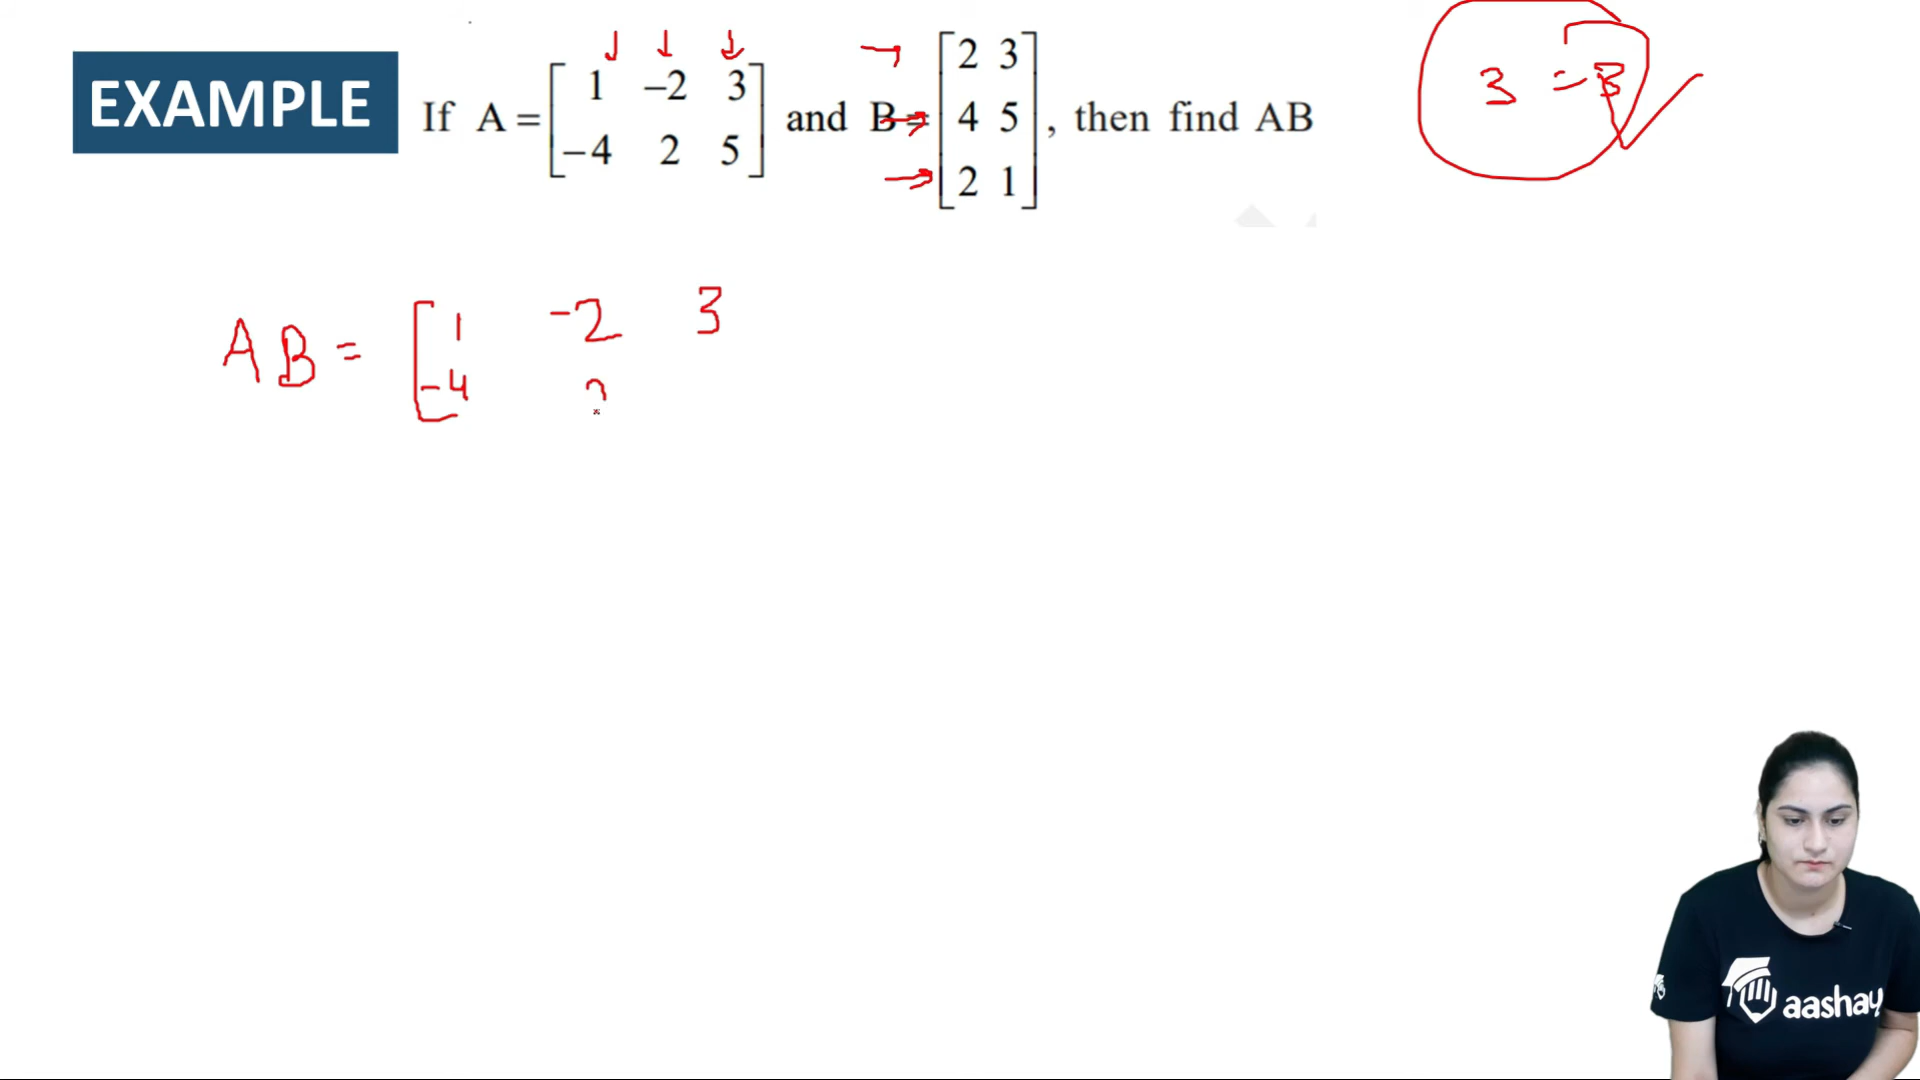 EXAMPLE If A = [ 1 –2 3 ; –4 2 5 ] and B = [ 2 3 ; 4 5 ; 2 1 ] , then find AB
3 = 3
AB = [ 1 -2 3
-4 2
aashay